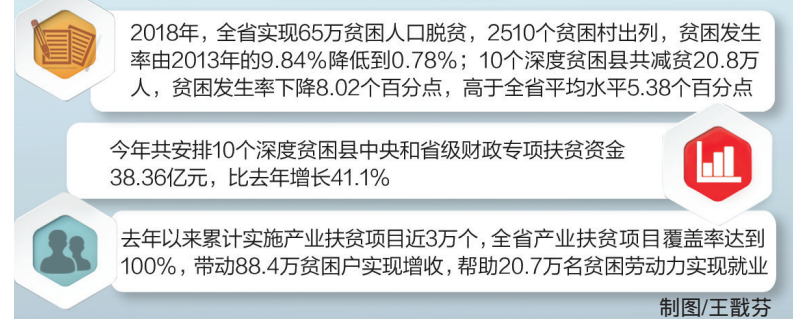 2018年，全省实现65万贫困人口脱贫，2510个贫困村出列，贫困发生
率由2013年的9.84%降低到0.78%；10个深度贫困县共减贫20.8万
人，贫困发生率下降8.02个百分点，高于全省平均水平5.38个百分点
今年共安排10个深度贫困县中央和省级财政专项扶贫资金
38.36亿元，比去年增长41.1%
去年以来累计实施产业扶贫项目近3万个，全省产业扶贫项目覆盖率达到
100%，带动88.4万贫困户实现增收，帮助20.7万名贫困劳动力实现就业
制图/王戬芬